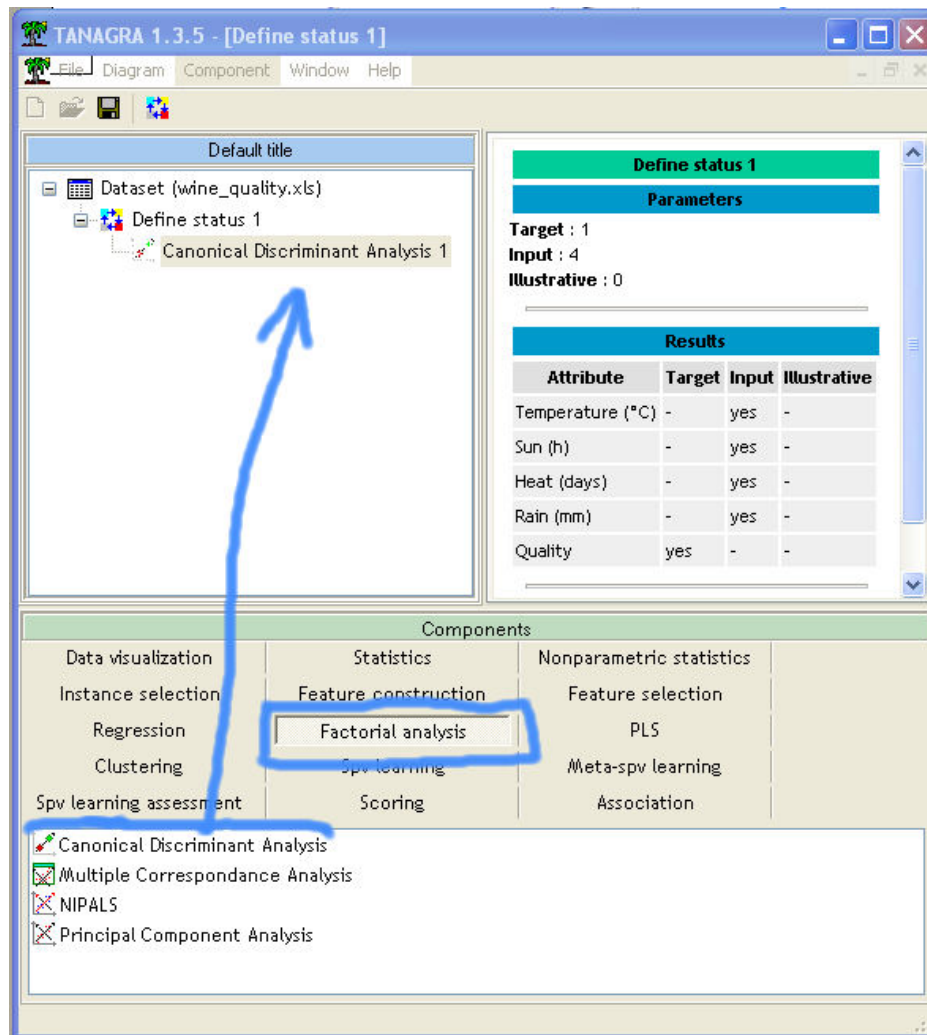 TANAGRA 1.3.5 - [Define status 1]
File Diagram Component Window Help
Default title
Dataset (wine_quality.xls)
Define status 1
Canonical Discriminant Analysis 1
Define status 1
Parameters
Target : 1
Input : 4
Illustrative : 0
Results
Attribute Target Input Illustrative
Temperature (°C) - yes -
Sun (h) - yes -
Heat (days) - yes -
Rain (mm) - yes -
Quality yes - -
Components
Data visualization Statistics Nonparametric statistics
Instance selection Feature construction Feature selection
Regression Factorial analysis PLS
Clustering Spv learning Meta-spv learning
Spv learning assessment Scoring Association
Canonical Discriminant Analysis
Multiple Correspondance Analysis
NIPALS
Principal Component Analysis